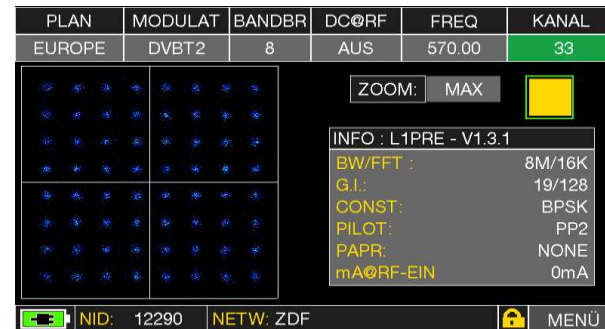 PLAN MODULAT BANDBR DC@RF FREQ KANAL
EUROPE DVBT2 8 AUS 570.00 33
ZOOM: MAX
INFO : L1PRE - V1.3.1
BW/FFT : 8M/16K
G.I.: 19/128
CONST: BPSK
PILOT: PP2
PAPR: NONE
mA@RF-EIN 0mA
NID: 12290 NETW: ZDF MENÜ